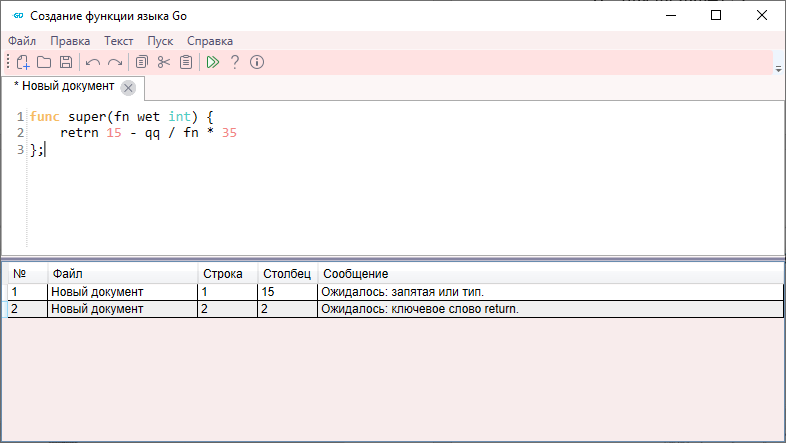 GO Создание функции языка Go
Файл Правка Текст Пуск Справка
* Новый документ
1 func super(fn wet int) {
2 retrn 15 - qq / fn * 35
3 };
№ Файл Строка Столбец Сообщение
1 Новый документ 1 15 Ожидалось: запятая или тип.
2 Новый документ 2 2 Ожидалось: ключевое слово return.